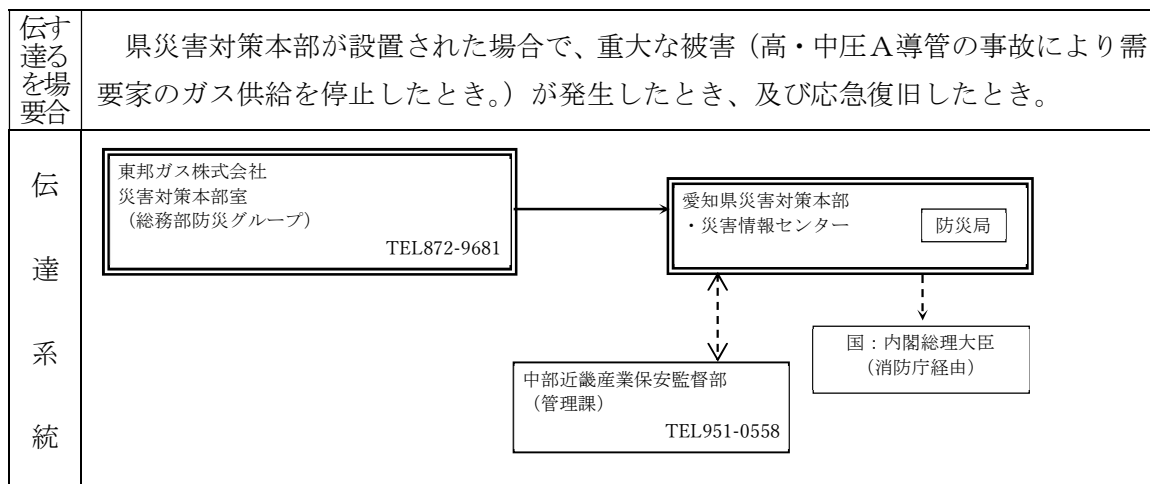 伝達を要
する場合
県災害対策本部が設置された場合で、重大な被害（高・中圧Ａ導管の事故により需
要家のガス供給を停止したとき。）が発生したとき、及び応急復旧したとき。
伝達系統
東邦ガス株式会社
災害対策本部室
（総務部防災グループ）
TEL872-9681
愛知県災害対策本部
・災害情報センター
防災局
国：内閣総理大臣
（消防庁経由）
中部近畿産業保安監督部
（管理課）
TEL951-0558